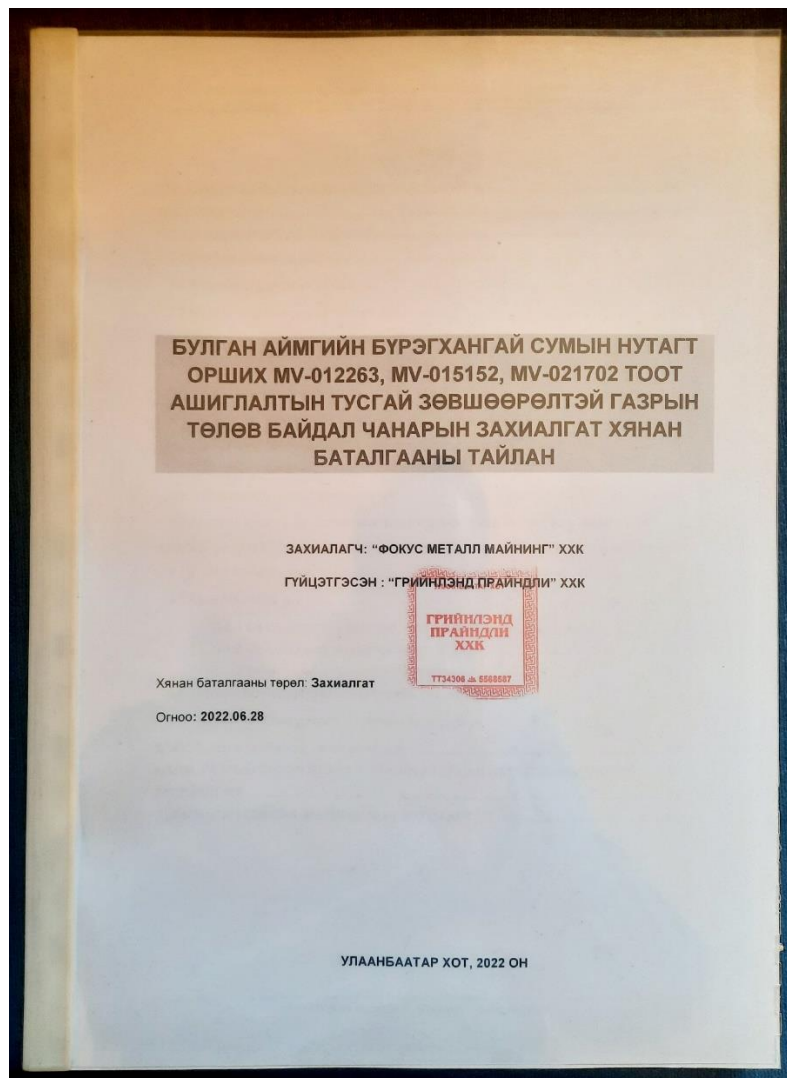 БУЛГАН АЙМГИЙН БҮРЭГХАНГАЙ СУМЫН НУТАГТ
ОРШИХ MV-012263, MV-015152, MV-021702 ТООТ
АШИГЛАЛТЫН ТУСГАЙ ЗӨВШӨӨРӨЛТЭЙ ГАЗРЫН
ТӨЛӨВ БАЙДАЛ ЧАНАРЫН ЗАХИАЛГАТ ХЯНАН
БАТАЛГААНЫ ТАЙЛАН
ЗАХИАЛАГЧ: “ФОКУС МЕТАЛЛ МАЙНИНГ” ХХК
ГҮЙЦЭТГЭСЭН : “ГРИЙНЛЭНД ПРАЙНДЛИ” ХХК
ГРИЙНЛЭНД
ПРАЙНДЛИ
ХХК
Хянан баталгааны төрөл: Захиалгат
Огноо: 2022.06.28
УЛААНБААТАР ХОТ, 2022 ОН